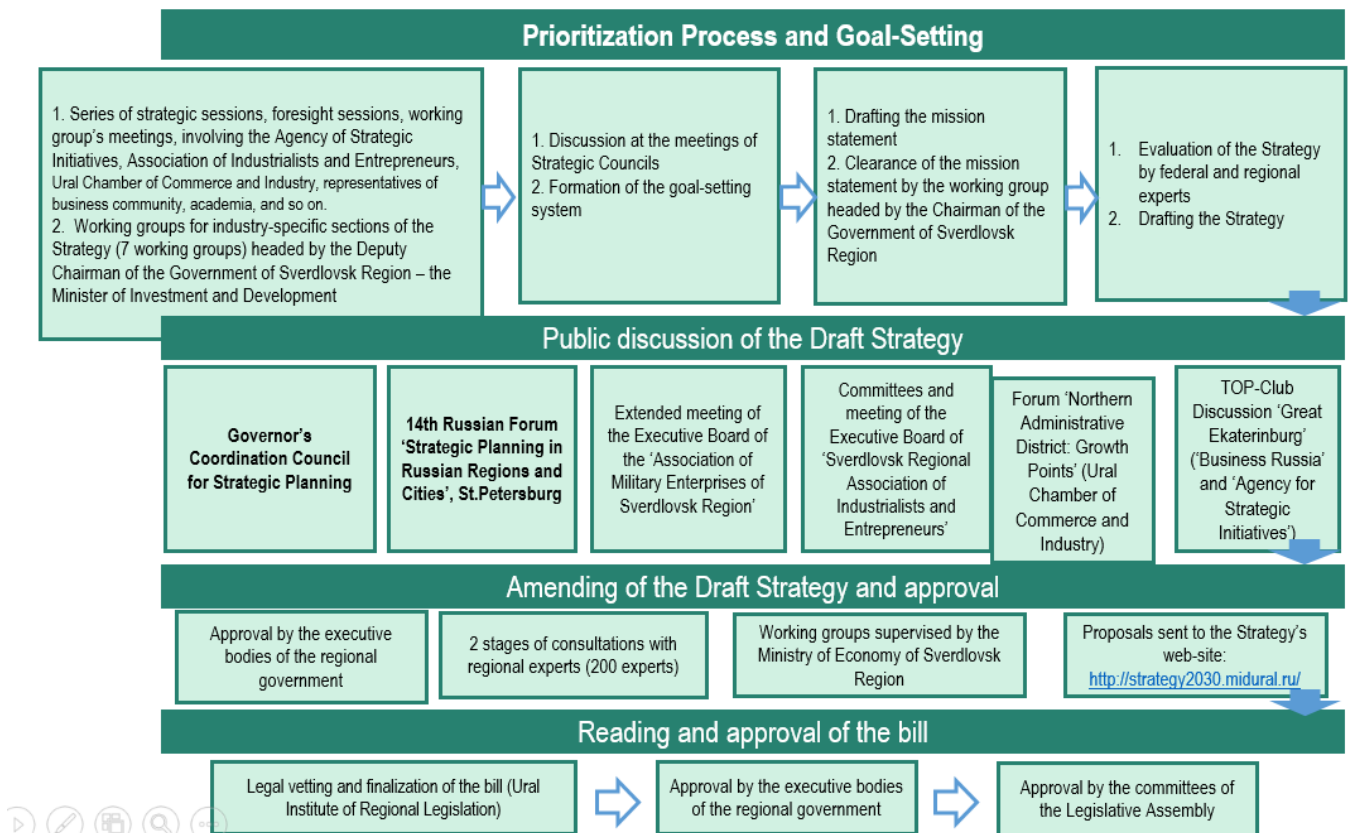 Prioritization Process and Goal-Setting
1. Series of strategic sessions, foresight sessions, working
group's meetings, involving the Agency of Strategic
Initiatives, Association of Industrialists and Entrepreneurs,
Ural Chamber of Commerce and Industry, representatives of
business community, academia, and so on.
2. Working groups for industry-specific sections of the
Strategy (7 working groups) headed by the Deputy
Chairman of the Government of Sverdlovsk Region – the
Minister of Investment and Development
1. Discussion at the meetings of
Strategic Councils
2. Formation of the goal-setting
system
1. Drafting the mission
statement
2. Clearance of the mission
statement by the working group
headed by the Chairman of the
Government of Sverdlovsk
Region
1. Evaluation of the Strategy
by federal and regional
experts
2. Drafting the Strategy
Public discussion of the Draft Strategy
Governor's
Coordination Council
for Strategic Planning
14th Russian Forum
'Strategic Planning in
Russian Regions and
Cities', St.Petersburg
Extended meeting of
the Executive Board of
the 'Association of
Military Enterprises of
Sverdlovsk Region'
Committees and
meeting of the
Executive Board of
'Sverdlovsk Regional
Association of
Industrialists and
Entrepreneurs'
Forum 'Northern
Administrative
District: Growth
Points' (Ural
Chamber of
Commerce and
Industry)
TOP-Club
Discussion 'Great
Ekaterinburg'
('Business Russia'
and 'Agency for
Strategic
Initiatives')
Amending of the Draft Strategy and approval
Approval by the executive
bodies of the regional
government
2 stages of consultations with
regional experts (200 experts)
Working groups supervised by the
Ministry of Economy of Sverdlovsk
Region
Proposals sent to the Strategy's
web-site:
http://strategy2030.midural.ru/
Reading and approval of the bill
Legal vetting and finalization of the bill (Ural
Institute of Regional Legislation)
Approval by the executive bodies
of the regional government
Approval by the committees of
the Legislative Assembly